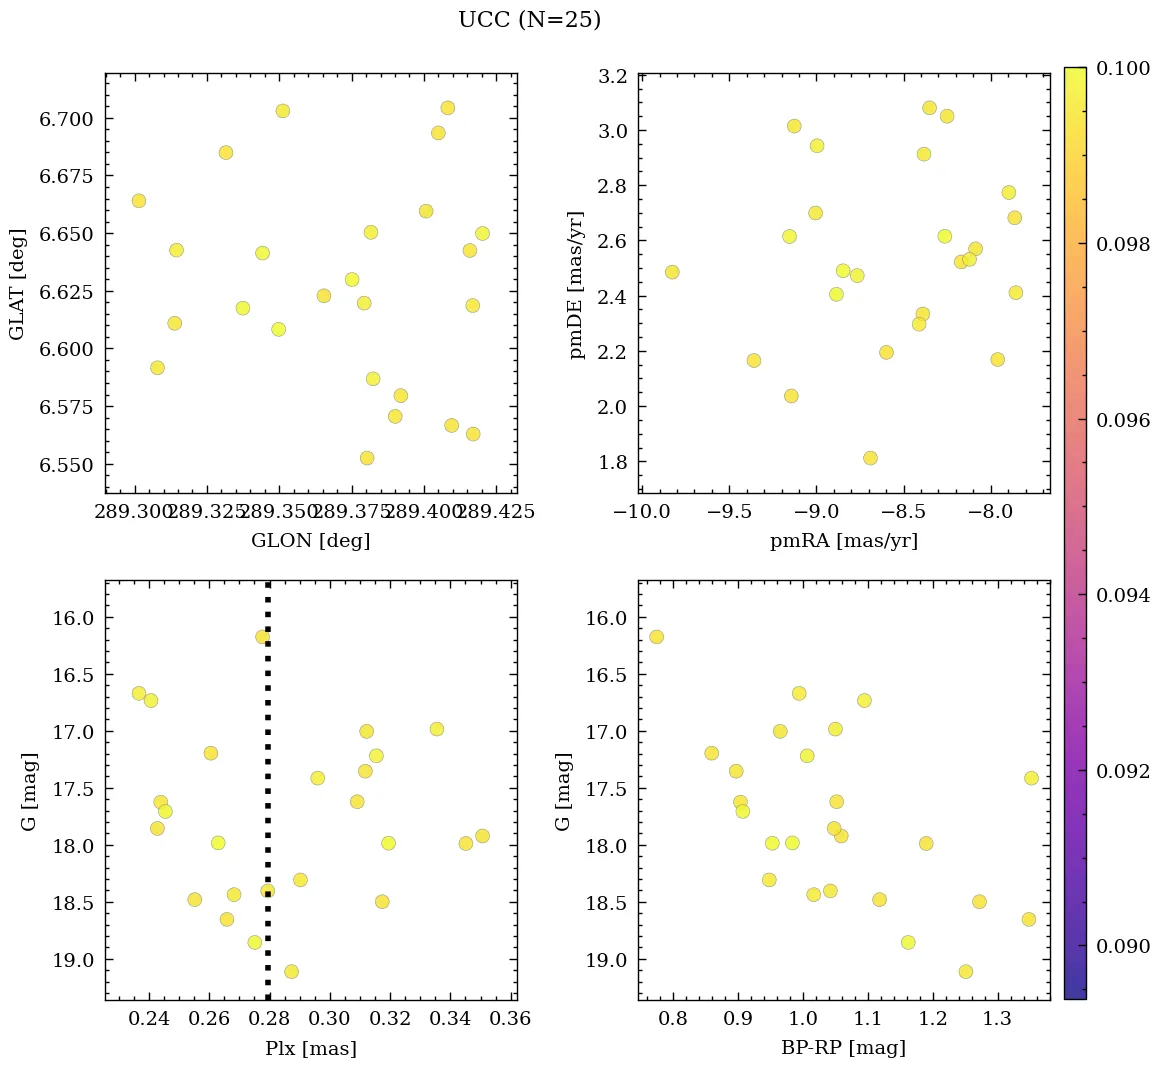 UCC (N=25)
6.700
6.675
6.650
6.625
6.600
6.575
6.550
GLAT [deg]
289.300 289.325 289.350 289.375 289.400 289.425
GLON [deg]
3.2
3.0
2.8
2.6
2.4
2.2
2.0
1.8
pmDE [mas/yr]
−10.0 −9.5 −9.0 −8.5 −8.0
pmRA [mas/yr]
16.0
16.5
17.0
17.5
18.0
18.5
19.0
G [mag]
0.24 0.26 0.28 0.30 0.32 0.34 0.36
Plx [mas]
16.0
16.5
17.0
17.5
18.0
18.5
19.0
G [mag]
0.8 0.9 1.0 1.1 1.2 1.3
BP-RP [mag]
0.100
0.098
0.096
0.094
0.092
0.090